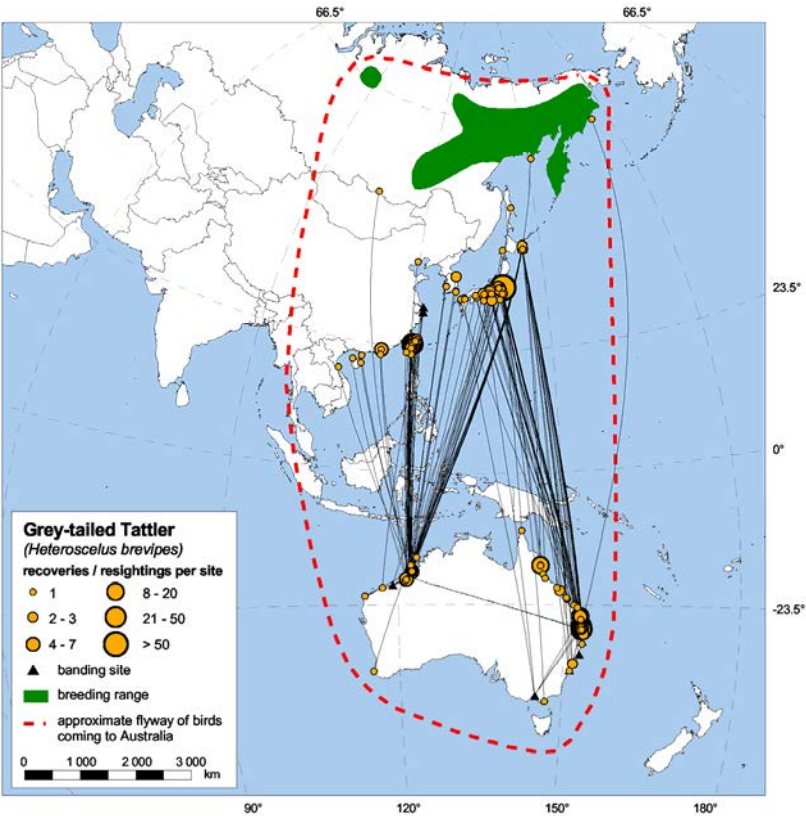 66.5°
66.5°
23.5°
0°
-23.5°
Grey-tailed Tattler
(Heteroscelus brevipes)
recoveries / resightings per site
1
8 - 20
2 - 3
21 - 50
4 - 7
> 50
banding site
breeding range
approximate flyway of birds
coming to Australia
0
1 000
2 000
3 000
km
90°
120°
150°
180°